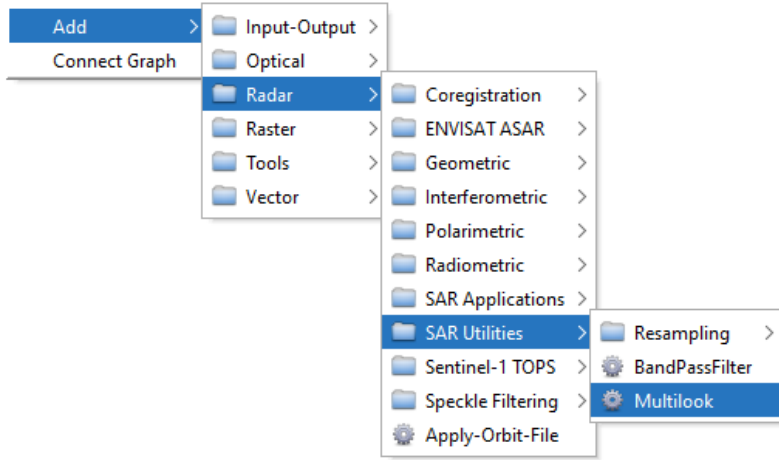 Add
Connect Graph
Input-Output
Optical
Radar
Raster
Tools
Vector
Coregistration
ENVISAT ASAR
Geometric
Interferometric
Polarimetric
Radiometric
SAR Applications
SAR Utilities
Sentinel-1 TOPS
Speckle Filtering
Apply-Orbit-File
Resampling
BandPassFilter
Multilook